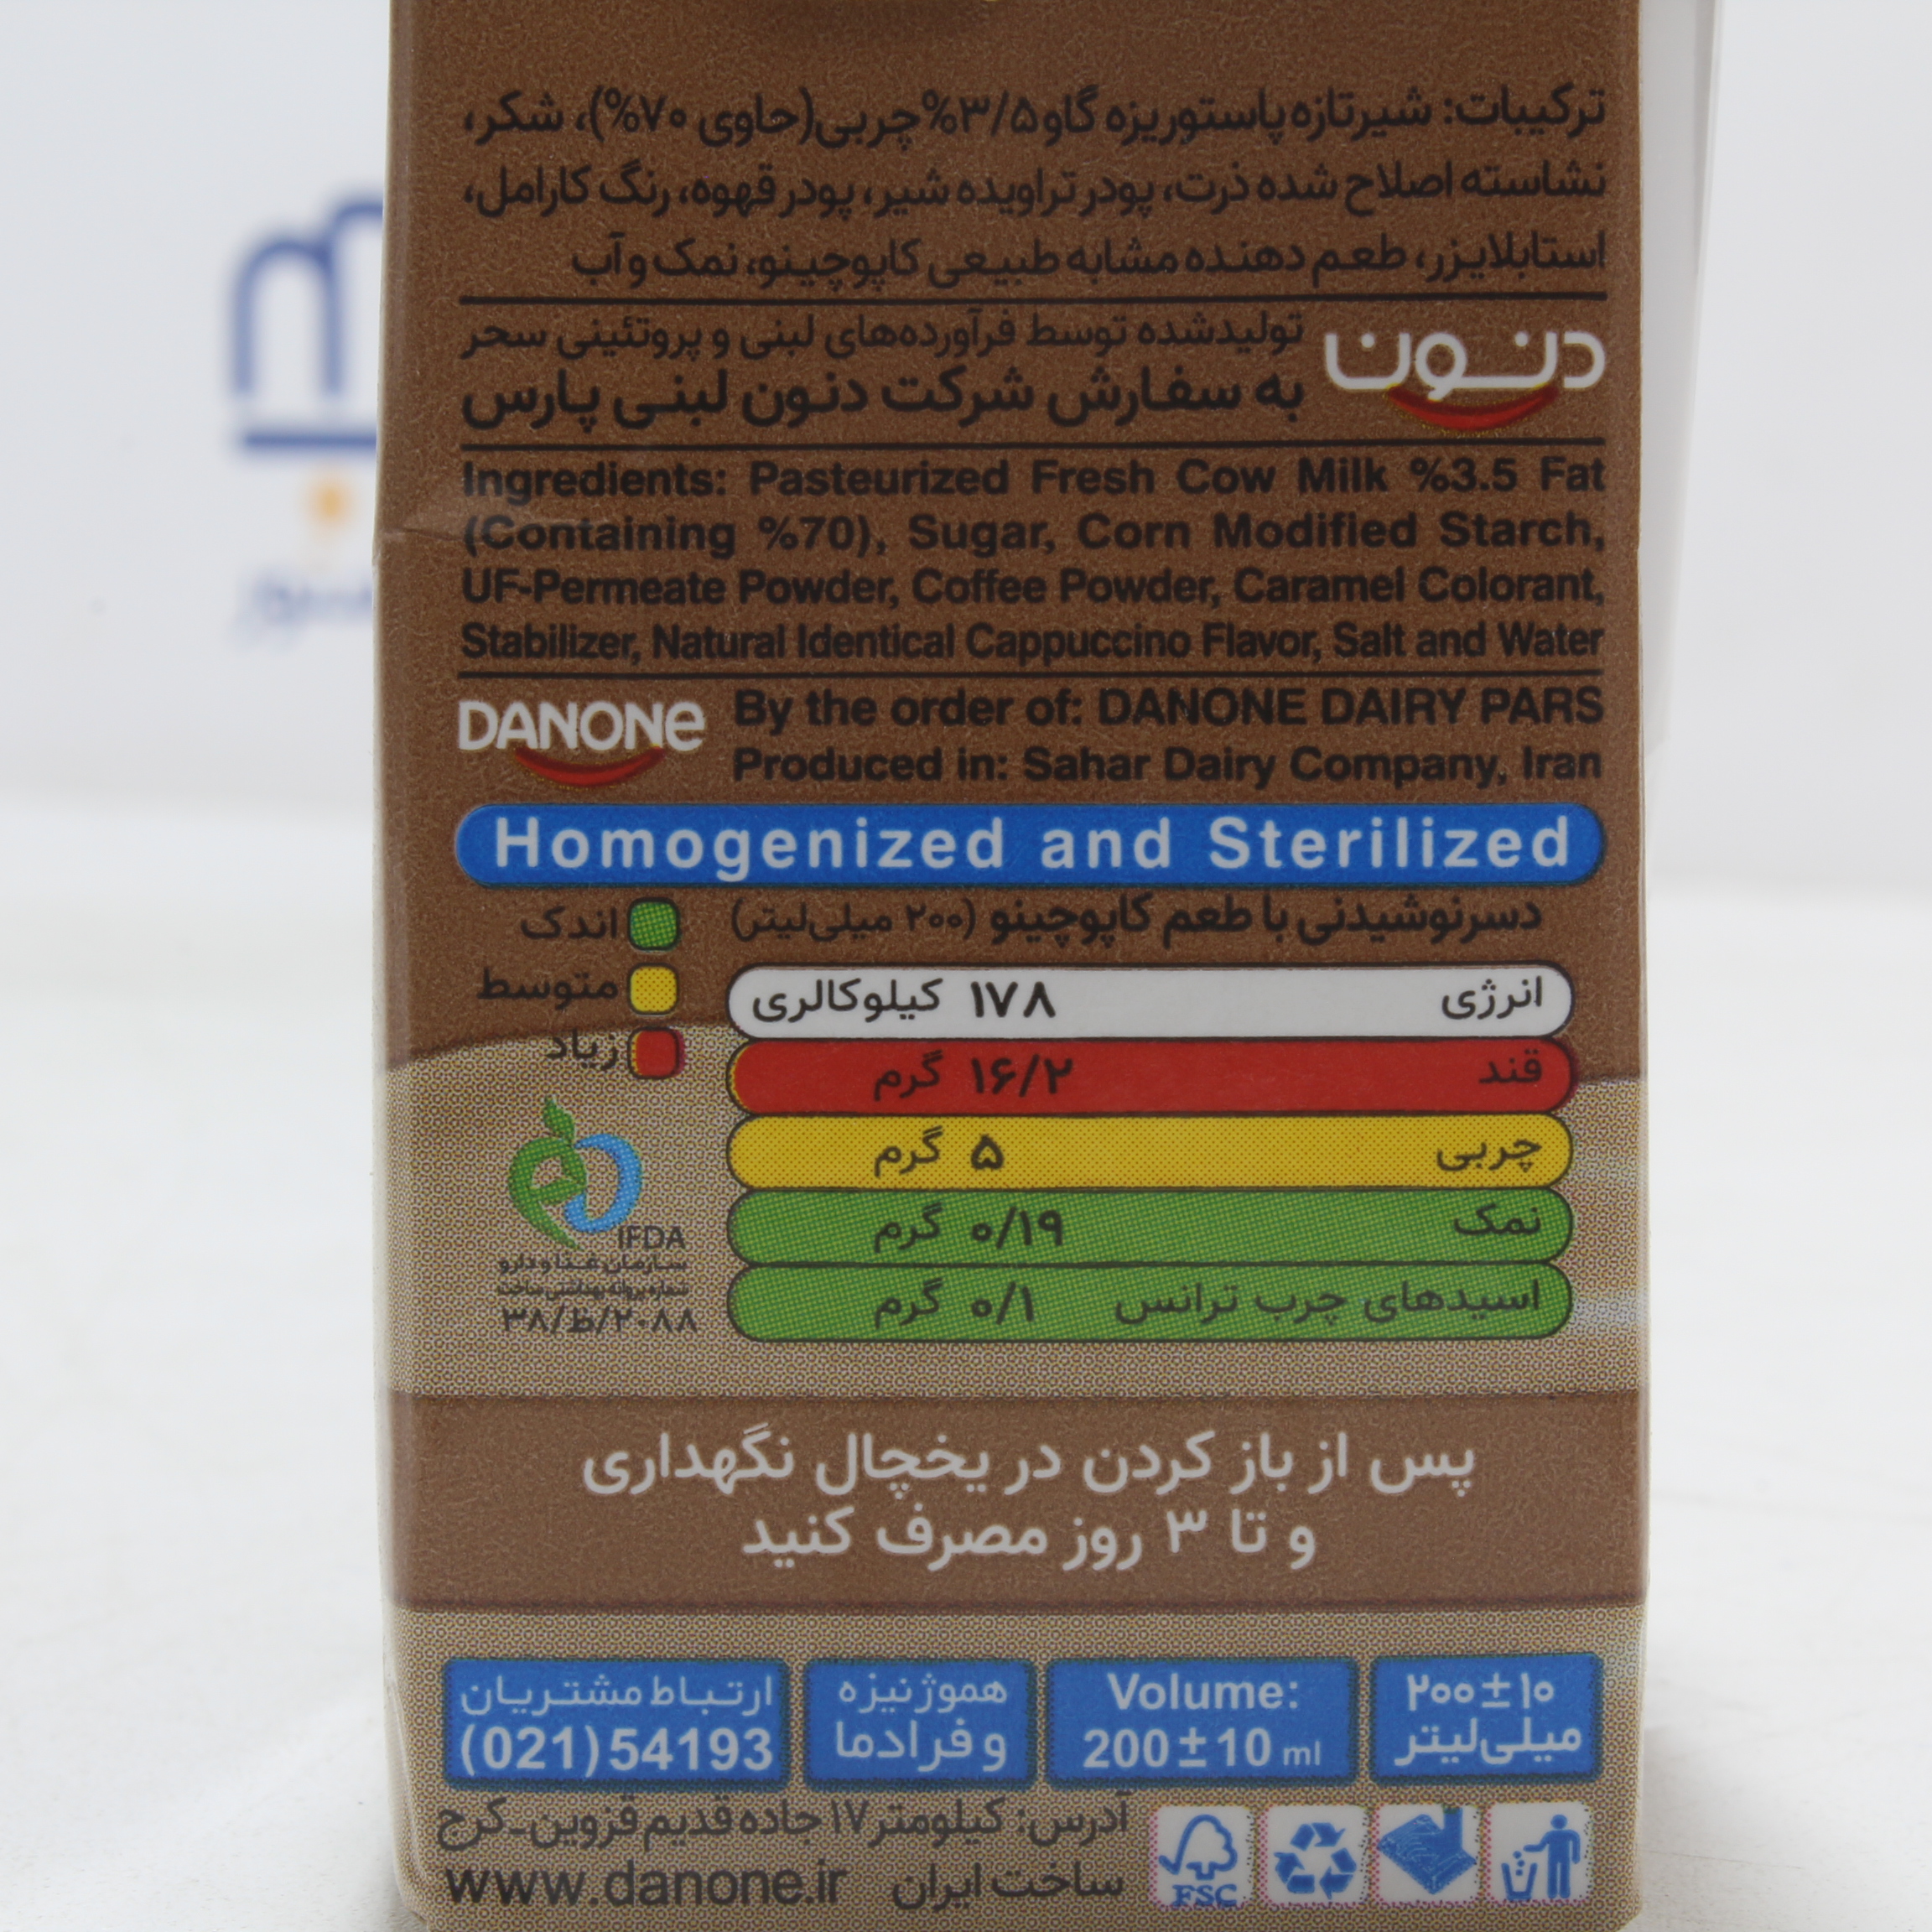 ترکیبات: شیرتازه پاستوریزه گاو ۳/۵%چربی(حاوی ۷۰%)، شکر،
نشاسته اصلاح شده ذرت، پودر تراویده شیر، پودر قهوه، رنگ کارامل،
استابلایزر، طعم دهنده مشابه طبیعی کاپوچینو، نمک و آب
دنون
تولیدشده توسط فرآورده‌های لبنی و پروتئینی سحر
به سفارش شرکت دنون لبنی پارس
Ingredients: Pasteurized Fresh Cow Milk %3.5 Fat
(Containing %70), Sugar, Corn Modified Starch,
UF-Permeate Powder, Coffee Powder, Caramel Colorant,
Stabilizer, Natural Identical Cappuccino Flavor, Salt and Water
DANONE
By the order of: DANONE DAIRY PARS
Produced in: Sahar Dairy Company, Iran
Homogenized and Sterilized
دسرنوشیدنی با طعم کاپوچینو (۲۰۰ میلی‌لیتر)
اندک
متوسط
زیاد
انرژی ۱۷۸ کیلوکالری
قند ۱۶/۲ گرم
چربی ۵ گرم
نمک ۰/۱۹ گرم
اسیدهای چرب ترانس ۰/۱ گرم
IFDA
سازمان غذا و دارو
شماره پروانه بهداشتی ساخت
۳۸/ظ/۲۰۸۸
پس از باز کردن در یخچال نگهداری
و تا ۳ روز مصرف کنید
۲۰۰±۱۰
میلی‌لیتر
Volume:
200±10 ml
هموژنیزه
و فرادما
ارتباط مشتریان
(021)54193
آدرس: کیلومتر ۱۷ جاده قدیم قزوین-کرج
ساخت ایران www.danone.ir
FSC